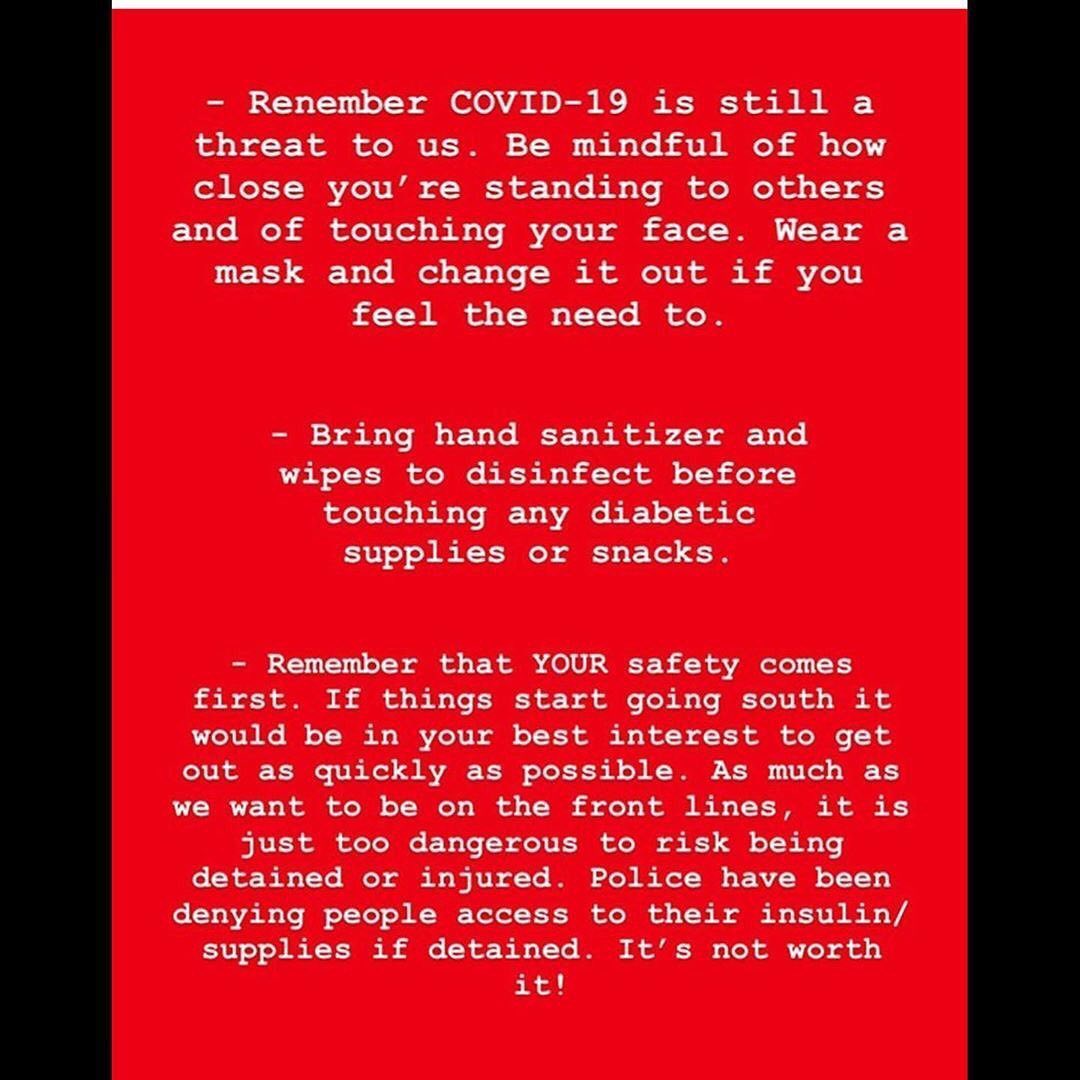 - Renember COVID-19 is still a
threat to us. Be mindful of how
close you're standing to others
and of touching your face. Wear a
mask and change it out if you
feel the need to.
- Bring hand sanitizer and
wipes to disinfect before
touching any diabetic
supplies or snacks.
- Remember that YOUR safety comes
first. If things start going south it
would be in your best interest to get
out as quickly as possible. As much as
we want to be on the front lines, it is
just too dangerous to risk being
detained or injured. Police have been
denying people access to their insulin/
supplies if detained. It's not worth
it!